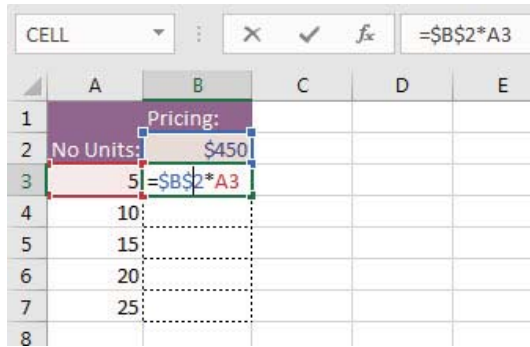 CELL fx =$B$2*A3
A B C D E
1 Pricing:
2 No Units: $450
3 5 =$B$2*A3
4 10
5 15
6 20
7 25
8